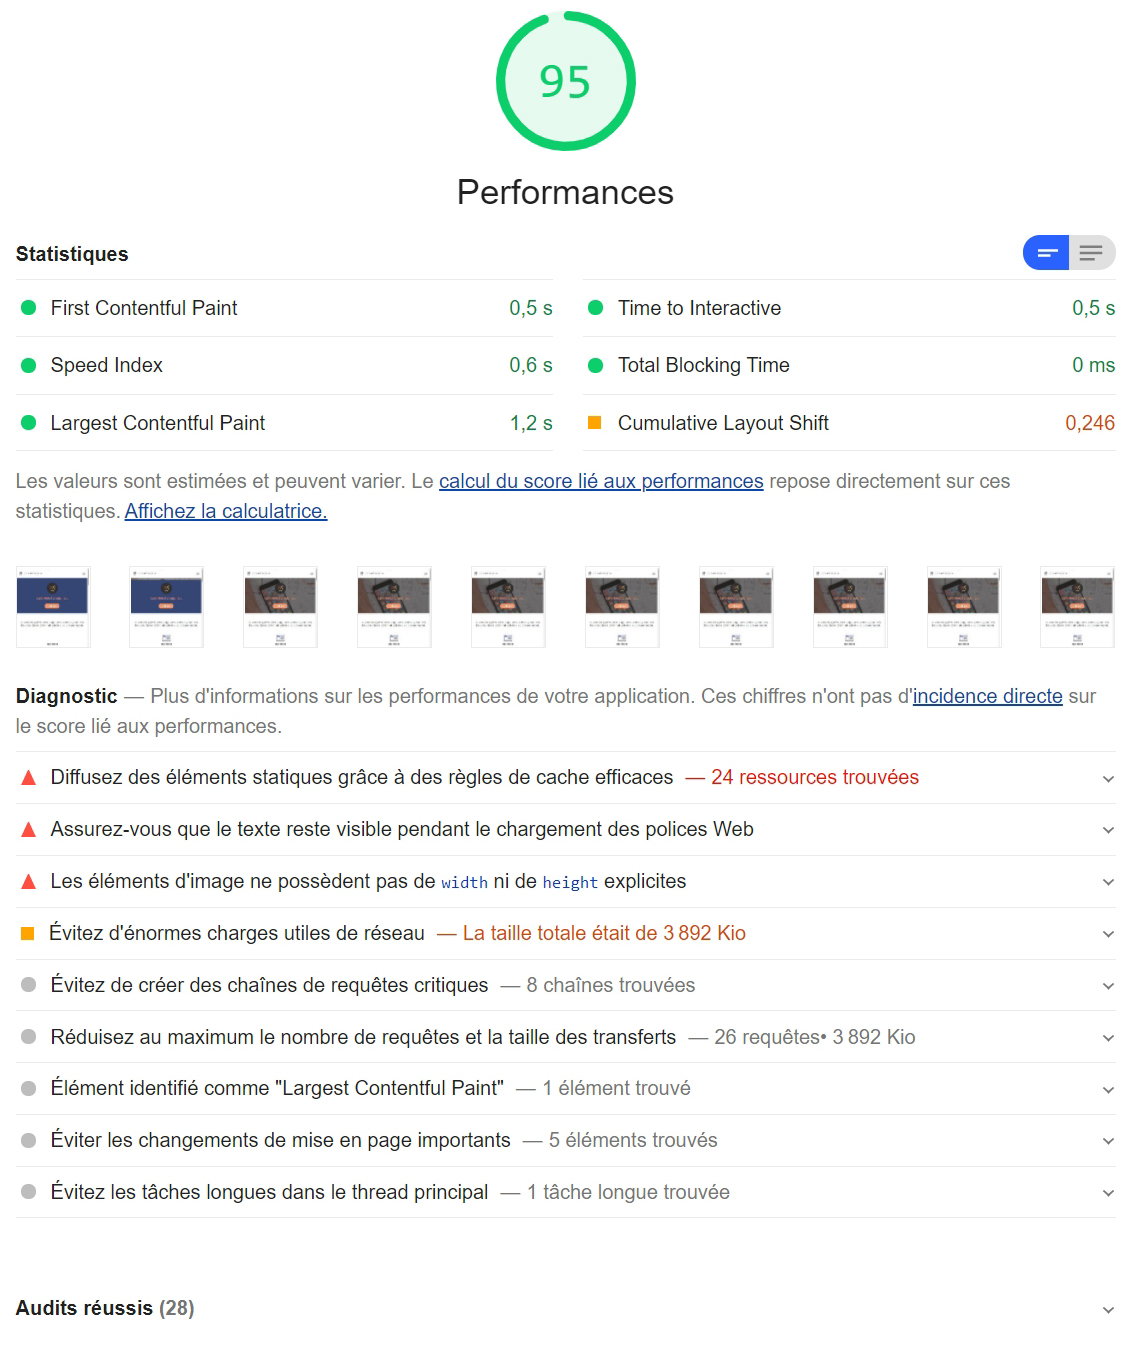 95
Performances
Statistiques
First Contentful Paint 0,5 s
Time to Interactive 0,5 s
Speed Index 0,6 s
Total Blocking Time 0 ms
Largest Contentful Paint 1,2 s
Cumulative Layout Shift 0,246
Les valeurs sont estimées et peuvent varier. Le calcul du score lié aux performances repose directement sur ces
statistiques. Affichez la calculatrice.
Diagnostic — Plus d'informations sur les performances de votre application. Ces chiffres n'ont pas d'incidence directe sur
le score lié aux performances.
Diffusez des éléments statiques grâce à des règles de cache efficaces — 24 ressources trouvées
Assurez-vous que le texte reste visible pendant le chargement des polices Web
Les éléments d'image ne possèdent pas de width ni de height explicites
Évitez d'énormes charges utiles de réseau — La taille totale était de 3 892 Kio
Évitez de créer des chaînes de requêtes critiques — 8 chaînes trouvées
Réduisez au maximum le nombre de requêtes et la taille des transferts — 26 requêtes• 3 892 Kio
Élément identifié comme "Largest Contentful Paint" — 1 élément trouvé
Éviter les changements de mise en page importants — 5 éléments trouvés
Évitez les tâches longues dans le thread principal — 1 tâche longue trouvée
Audits réussis (28)